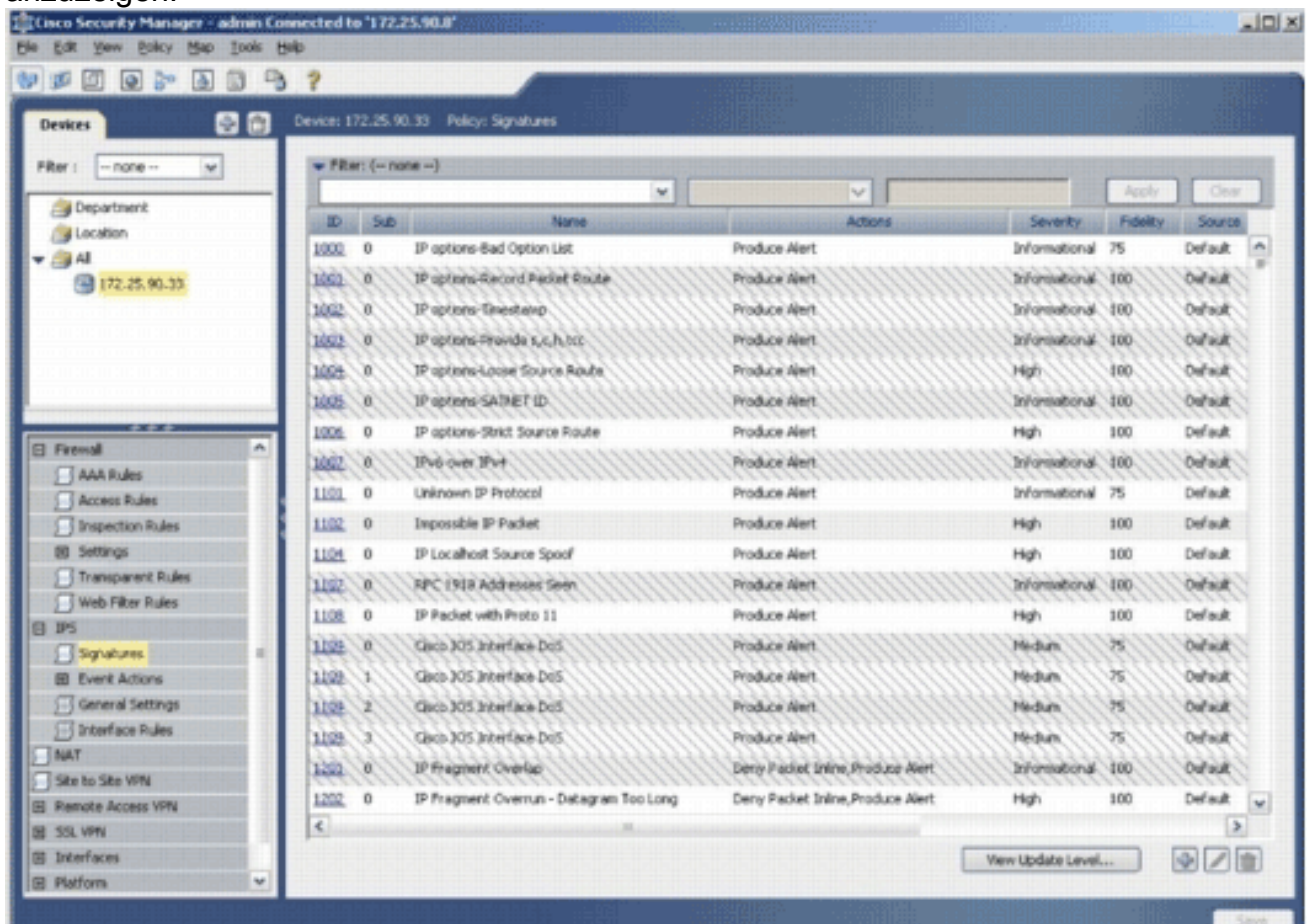 anzuzeigen.
Cisco Security Manager - admin Connected to '172.25.90.8'
File Edit View Policy Map Tools Help
Devices
Device: 172.25.90.33 Policy: Signatures
Filter : -- none --
Filter: (-- none --)
Apply Clear
Department
Location
All
172.25.90.33
ID Sub Name Actions Severity Fidelity Source
1000 0 IP options-Bad Option List Produce Alert Informational 75 Default
1001 0 IP options-Record Packet Route Produce Alert Informational 100 Default
1002 0 IP options-Timestamp Produce Alert Informational 100 Default
1003 0 IP options-Provide s,c,h,tcc Produce Alert Informational 100 Default
1004 0 IP options-Loose Source Route Produce Alert High 100 Default
1005 0 IP options-SATNET ID Produce Alert Informational 100 Default
1006 0 IP options-Strict Source Route Produce Alert High 100 Default
1007 0 IPv6 over IPv4 Produce Alert Informational 100 Default
1101 0 Unknown IP Protocol Produce Alert Informational 75 Default
1102 0 Impossible IP Packet Produce Alert High 100 Default
1104 0 IP Localhost Source Spoof Produce Alert High 100 Default
1107 0 RFC 1918 Addresses Seen Produce Alert Informational 100 Default
1108 0 IP Packet with Proto 11 Produce Alert High 100 Default
1109 0 Cisco IOS Interface DoS Produce Alert Medium 75 Default
1109 1 Cisco IOS Interface DoS Produce Alert Medium 75 Default
1109 2 Cisco IOS Interface DoS Produce Alert Medium 75 Default
1109 3 Cisco IOS Interface DoS Produce Alert Medium 75 Default
1201 0 IP Fragment Overlap Deny Packet Inline,Produce Alert Informational 100 Default
1202 0 IP Fragment Overrun - Datagram Too Long Deny Packet Inline,Produce Alert High 100 Default
Firewall
AAA Rules
Access Rules
Inspection Rules
Settings
Transparent Rules
Web Filter Rules
IPS
Signatures
Event Actions
General Settings
Interface Rules
NAT
Site to Site VPN
Remote Access VPN
SSL VPN
Interfaces
Platform
View Update Level...
Save